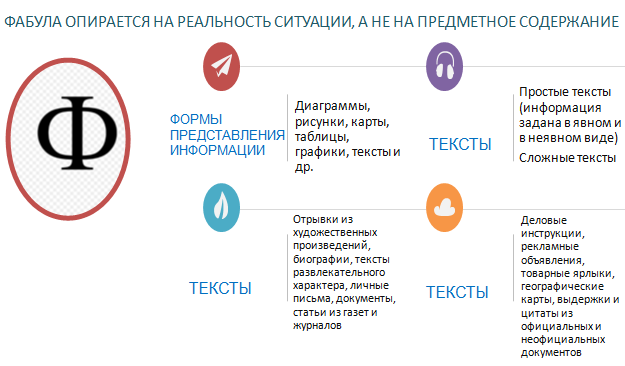 ФАБУЛА ОПИРАЕТСЯ НА РЕАЛЬНОСТЬ СИТУАЦИИ, А НЕ НА ПРЕДМЕТНОЕ СОДЕРЖАНИЕ
Ф
ФОРМЫ
ПРЕДСТАВЛЕНИЯ
ИНФОРМАЦИИ
Диаграммы,
рисунки, карты,
таблицы,
графики, тексты и
др.
ТЕКСТЫ
Простые тексты
(информация
задана в явном и
в неявном виде)
Сложные тексты
ТЕКСТЫ
Отрывки из
художественных
произведений,
биографии, тексты
развлекательного
характера, личные
письма, документы,
статьи из газет и
журналов
ТЕКСТЫ
Деловые
инструкции,
рекламные
объявления,
товарные ярлыки,
географические
карты, выдержки и
цитаты из
официальных и
неофициальных
документов